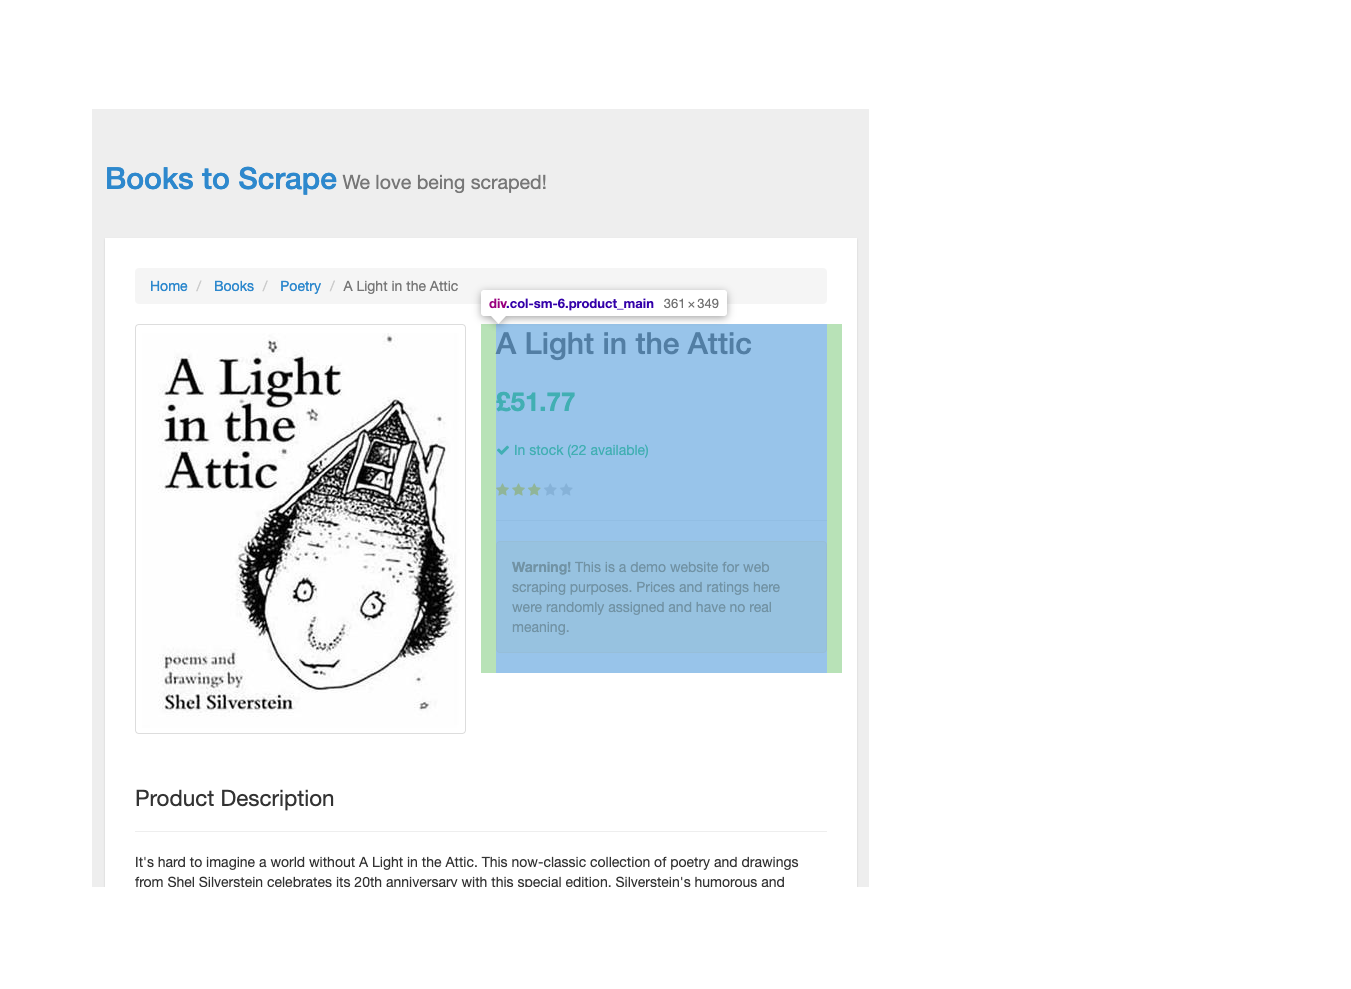 Books to Scrape We love being scraped!
Home / Books / Poetry / A Light in the Attic
div.col-sm-6.product_main 361 × 349
A Light
in the
Attic
poems and
drawings by
Shel Silverstein
A Light in the Attic
£51.77
In stock (22 available)
Warning! This is a demo website for web
scraping purposes. Prices and ratings here
were randomly assigned and have no real
meaning.
Product Description
It's hard to imagine a world without A Light in the Attic. This now-classic collection of poetry and drawings
from Shel Silverstein celebrates its 20th anniversary with this special edition. Silverstein's humorous and